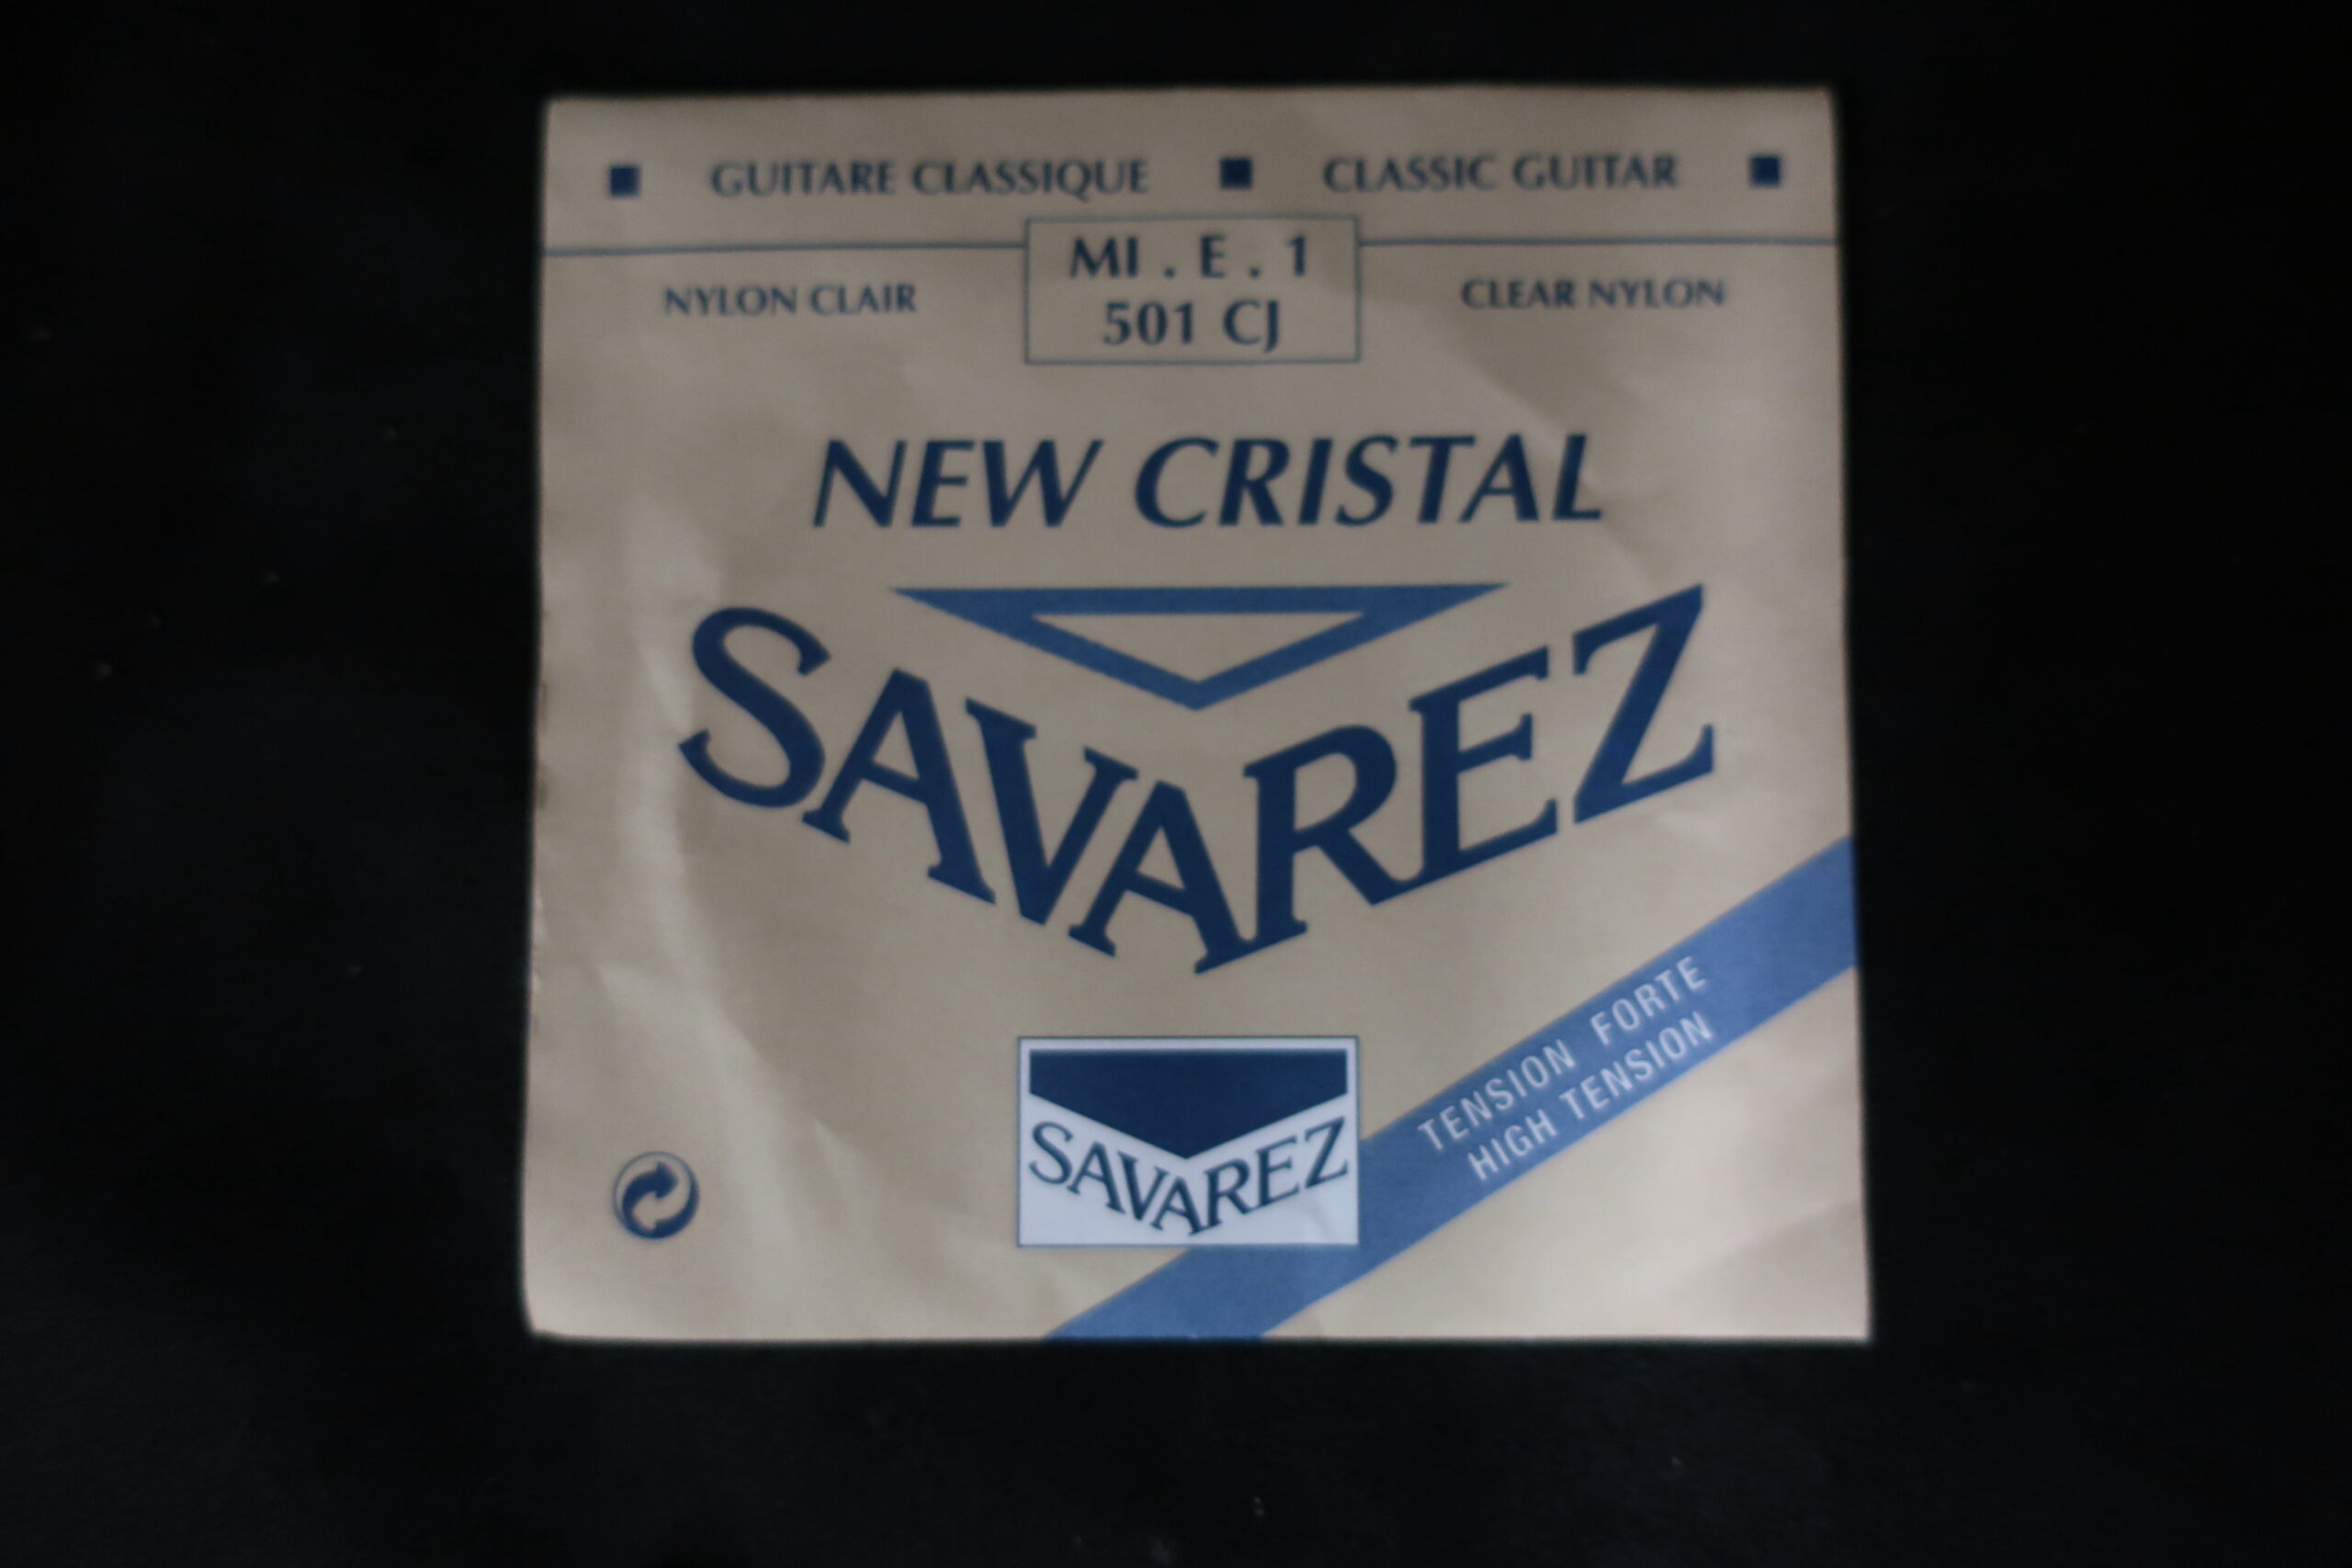 GUITARE CLASSIQUE ■ CLASSIC GUITAR
MI . E . 1
NYLON CLAIR
CLEAR NYLON
501 CJ
NEW CRISTAL
SAVAREZ
TENSION FORTE
HIGH TENSION
SAVAREZ